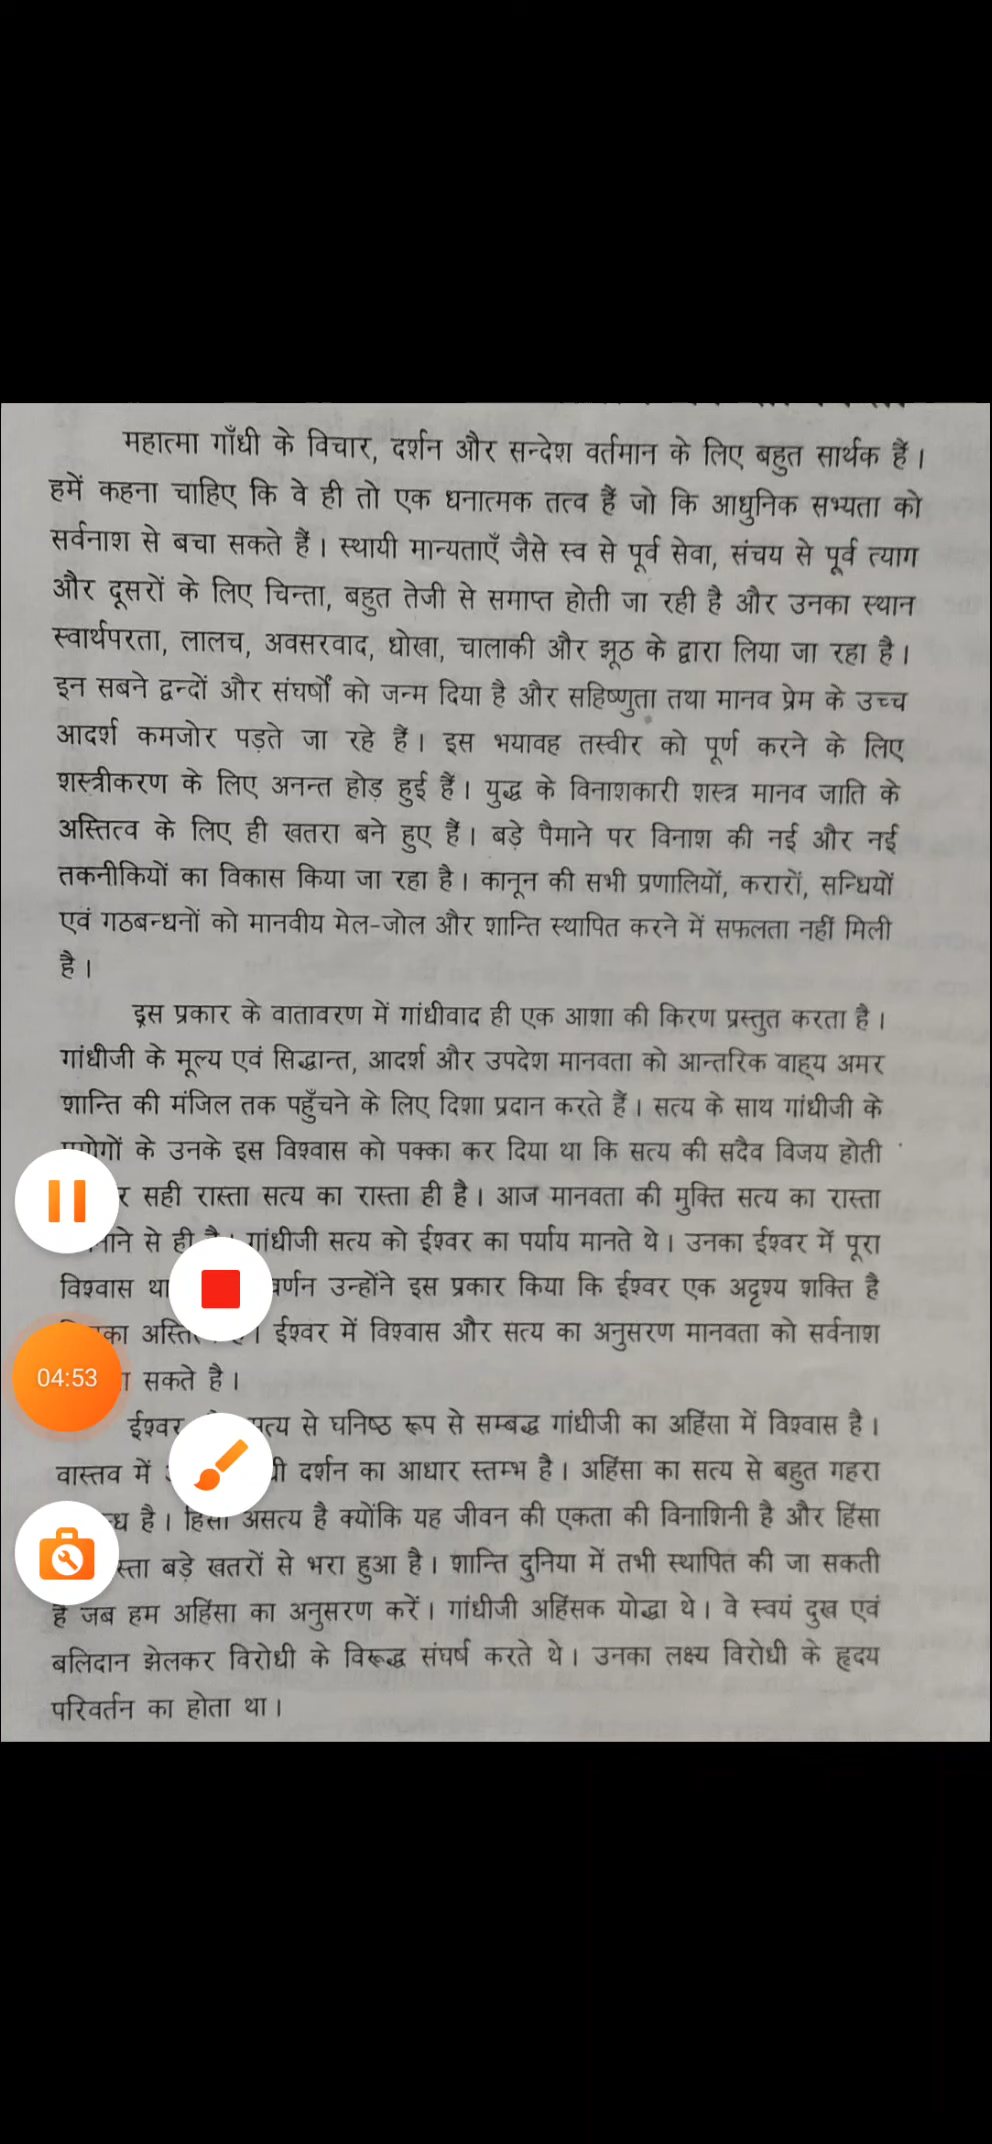 महात्मा गाँधी के विचार, दर्शन और सन्देश वर्तमान के लिए बहुत सार्थक हैं।
हमें कहना चाहिए कि वे ही तो एक धनात्मक तत्व हैं जो कि आधुनिक सभ्यता को
सर्वनाश से बचा सकते हैं। स्थायी मान्यताएँ जैसे स्व से पूर्व सेवा, संचय से पूर्व त्याग
और दूसरों के लिए चिन्ता, बहुत तेजी से समाप्त होती जा रही है और उनका स्थान
स्वार्थपरता, लालच, अवसरवाद, धोखा, चालाकी और झूठ के द्वारा लिया जा रहा है।
इन सबने द्वन्दों और संघर्षों को जन्म दिया है और सहिष्णुता तथा मानव प्रेम के उच्च
आदर्श कमजोर पड़ते जा रहे हैं। इस भयावह तस्वीर को पूर्ण करने के लिए
शस्त्रीकरण के लिए अनन्त होड़ हुई हैं। युद्ध के विनाशकारी शस्त्र मानव जाति के
अस्तित्व के लिए ही खतरा बने हुए हैं। बड़े पैमाने पर विनाश की नई और नई
तकनीकियों का विकास किया जा रहा है। कानून की सभी प्रणालियों, करारों, सन्धियों
एवं गठबन्धनों को मानवीय मेल-जोल और शान्ति स्थापित करने में सफलता नहीं मिली
है।
इस प्रकार के वातावरण में गांधीवाद ही एक आशा की किरण प्रस्तुत करता है।
गांधीजी के मूल्य एवं सिद्धान्त, आदर्श और उपदेश मानवता को आन्तरिक वाह्य अमर
शान्ति की मंजिल तक पहुँचने के लिए दिशा प्रदान करते हैं। सत्य के साथ गांधीजी के
के उनके इस विश्वास को पक्का कर दिया था कि सत्य की सदैव विजय होती
सही रास्ता सत्य का रास्ता ही है। आज मानवता की मुक्ति सत्य का रास्ता
से ही है। गांधीजी सत्य को ईश्वर का पर्याय मानते थे। उनका ईश्वर में पूरा
विश्वास था वर्णन उन्होंने इस प्रकार किया कि ईश्वर एक अदृश्य शक्ति है
ईश्वर में विश्वास और सत्य का अनुसरण मानवता को सर्वनाश
सकते है।
ईश्वर सत्य से घनिष्ठ रूप से सम्बद्ध गांधीजी का अहिंसा में विश्वास है।
वास्तव में दर्शन का आधार स्तम्भ है। अहिंसा का सत्य से बहुत गहरा
है। हिंसा असत्य है क्योंकि यह जीवन की एकता की विनाशिनी है और हिंसा
बड़े खतरों से भरा हुआ है। शान्ति दुनिया में तभी स्थापित की जा सकती
है जब हम अहिंसा का अनुसरण करें। गांधीजी अहिंसक योद्धा थे। वे स्वयं दुख एवं
बलिदान झेलकर विरोधी के विरूद्ध संघर्ष करते थे। उनका लक्ष्य विरोधी के हृदय
परिवर्तन का होता था।
04:53